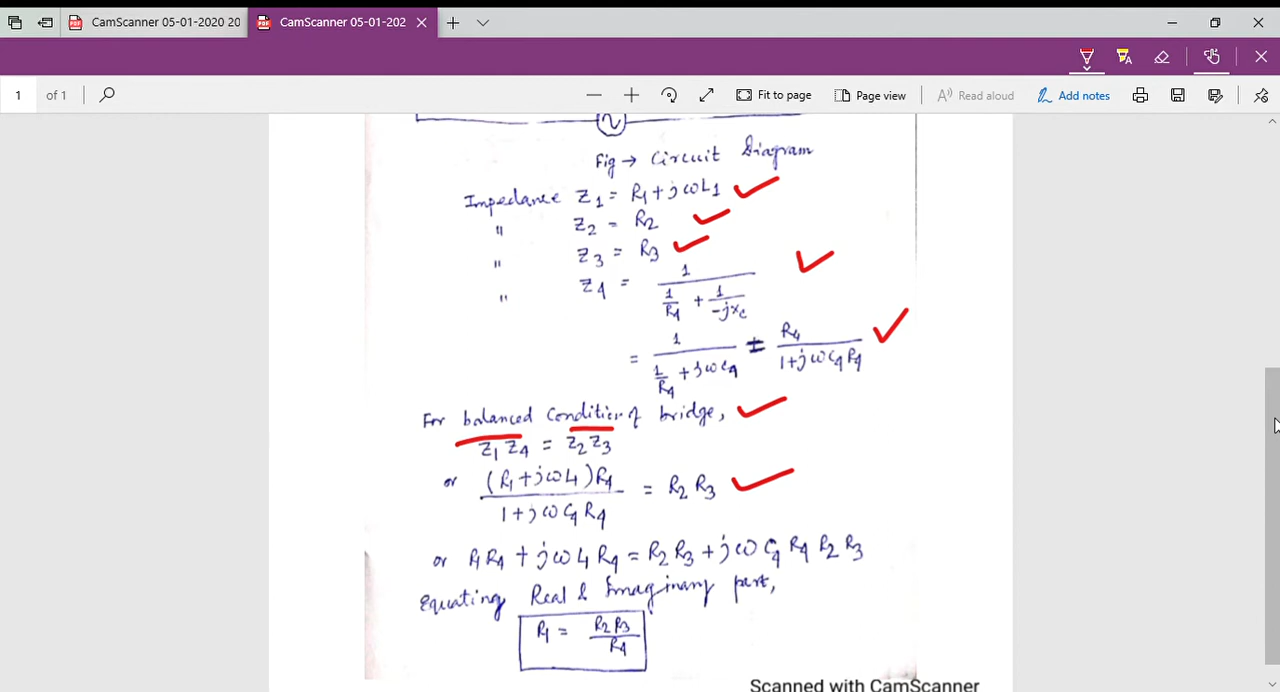 CamScanner 05-01-2020 20
CamScanner 05-01-202
1 of 1
Fit to page
Page view
Read aloud
Add notes
Fig → Circuit Diagram
Impedance Z1 = R1 + jωL1
" Z2 = R2
" Z3 = R3
" Z4 = 1 / (1/R4 + 1/-jxc)
= 1 / (1/R4 + jωC4) = R4 / (1+jωC4R4)
For balanced Condition of bridge,
Z1 Z4 = Z2 Z3
or (R1 + jωL1) R4 / (1+jωC4R4) = R2 R3
or R1R4 + jωL1R4 = R2R3 + jωC4 R4 R2 R3
Equating Real & Imaginary part,
R1 = R2R3 / R4
Scanned with CamScanner